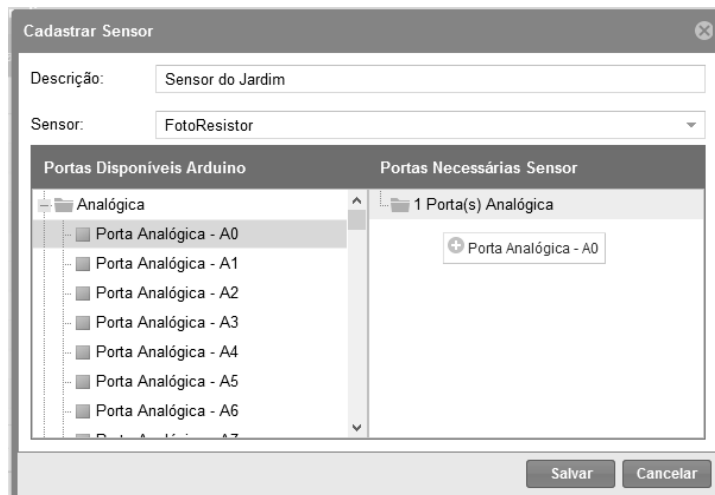 Cadastrar Sensor
Descrição: Sensor do Jardim
Sensor: FotoResistor
Portas Disponíveis Arduino
Portas Necessárias Sensor
Analógica
Porta Analógica - A0
Porta Analógica - A1
Porta Analógica - A2
Porta Analógica - A3
Porta Analógica - A4
Porta Analógica - A5
Porta Analógica - A6
1 Porta(s) Analógica
Porta Analógica - A0
Salvar
Cancelar